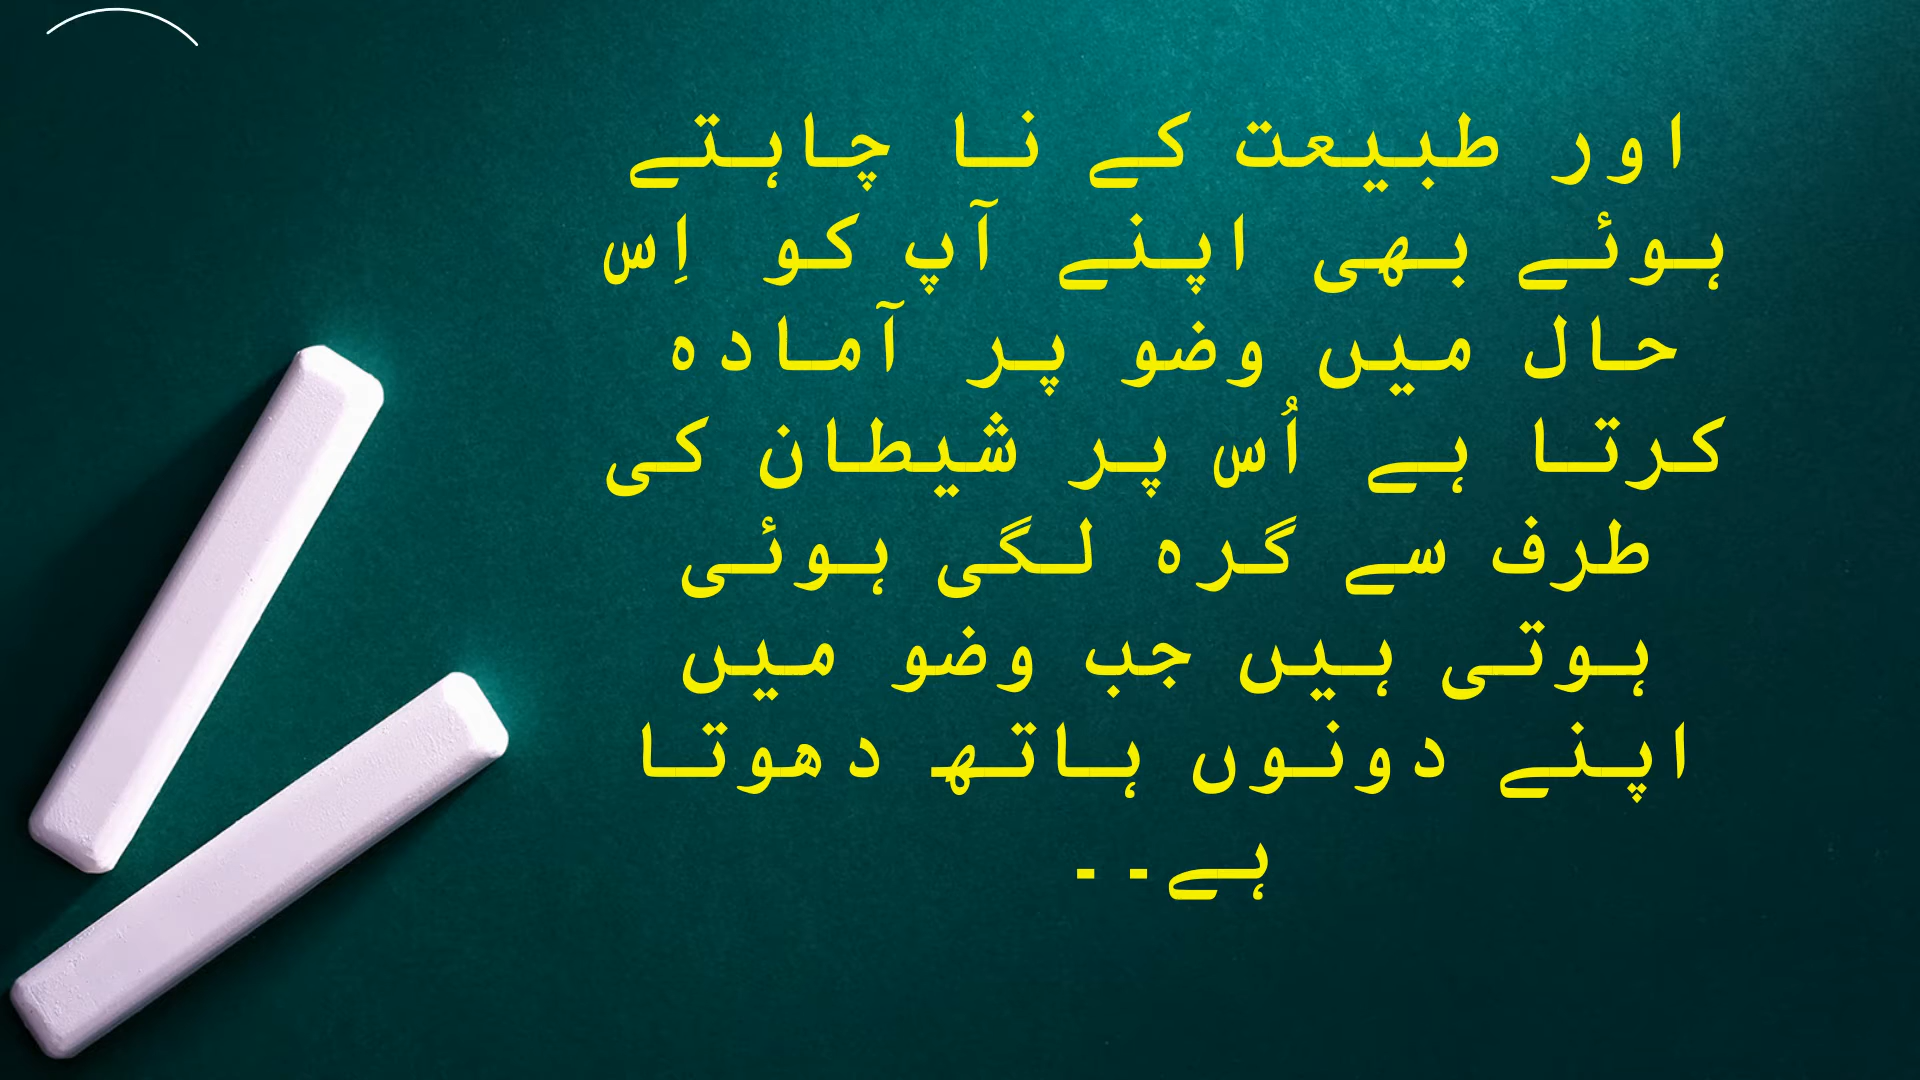 اور طبیعت کے نا چاہتے
ہوئے بھی اپنے آپ کو اِس
حال میں وضو پر آمادہ
کرتا ہے اُس پر شیطان کی
طرف سے گرہ لگی ہوئی
ہوتی ہیں جب وضو میں
اپنے دونوں ہاتھ دھوتا
ہے۔۔